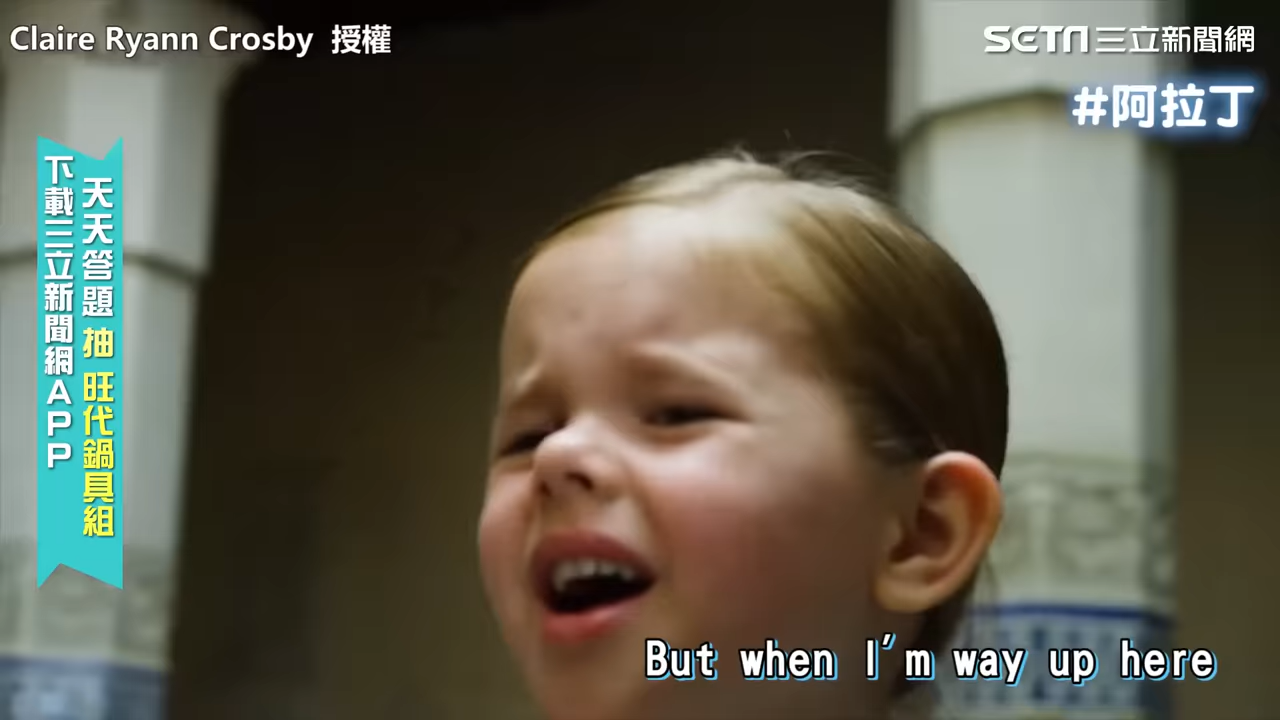 Claire Ryann Crosby 授權
SETN三立新聞網
#阿拉丁
天天答題 抽 旺代鍋具組
下載三立新聞網APP
But when I'm way up here